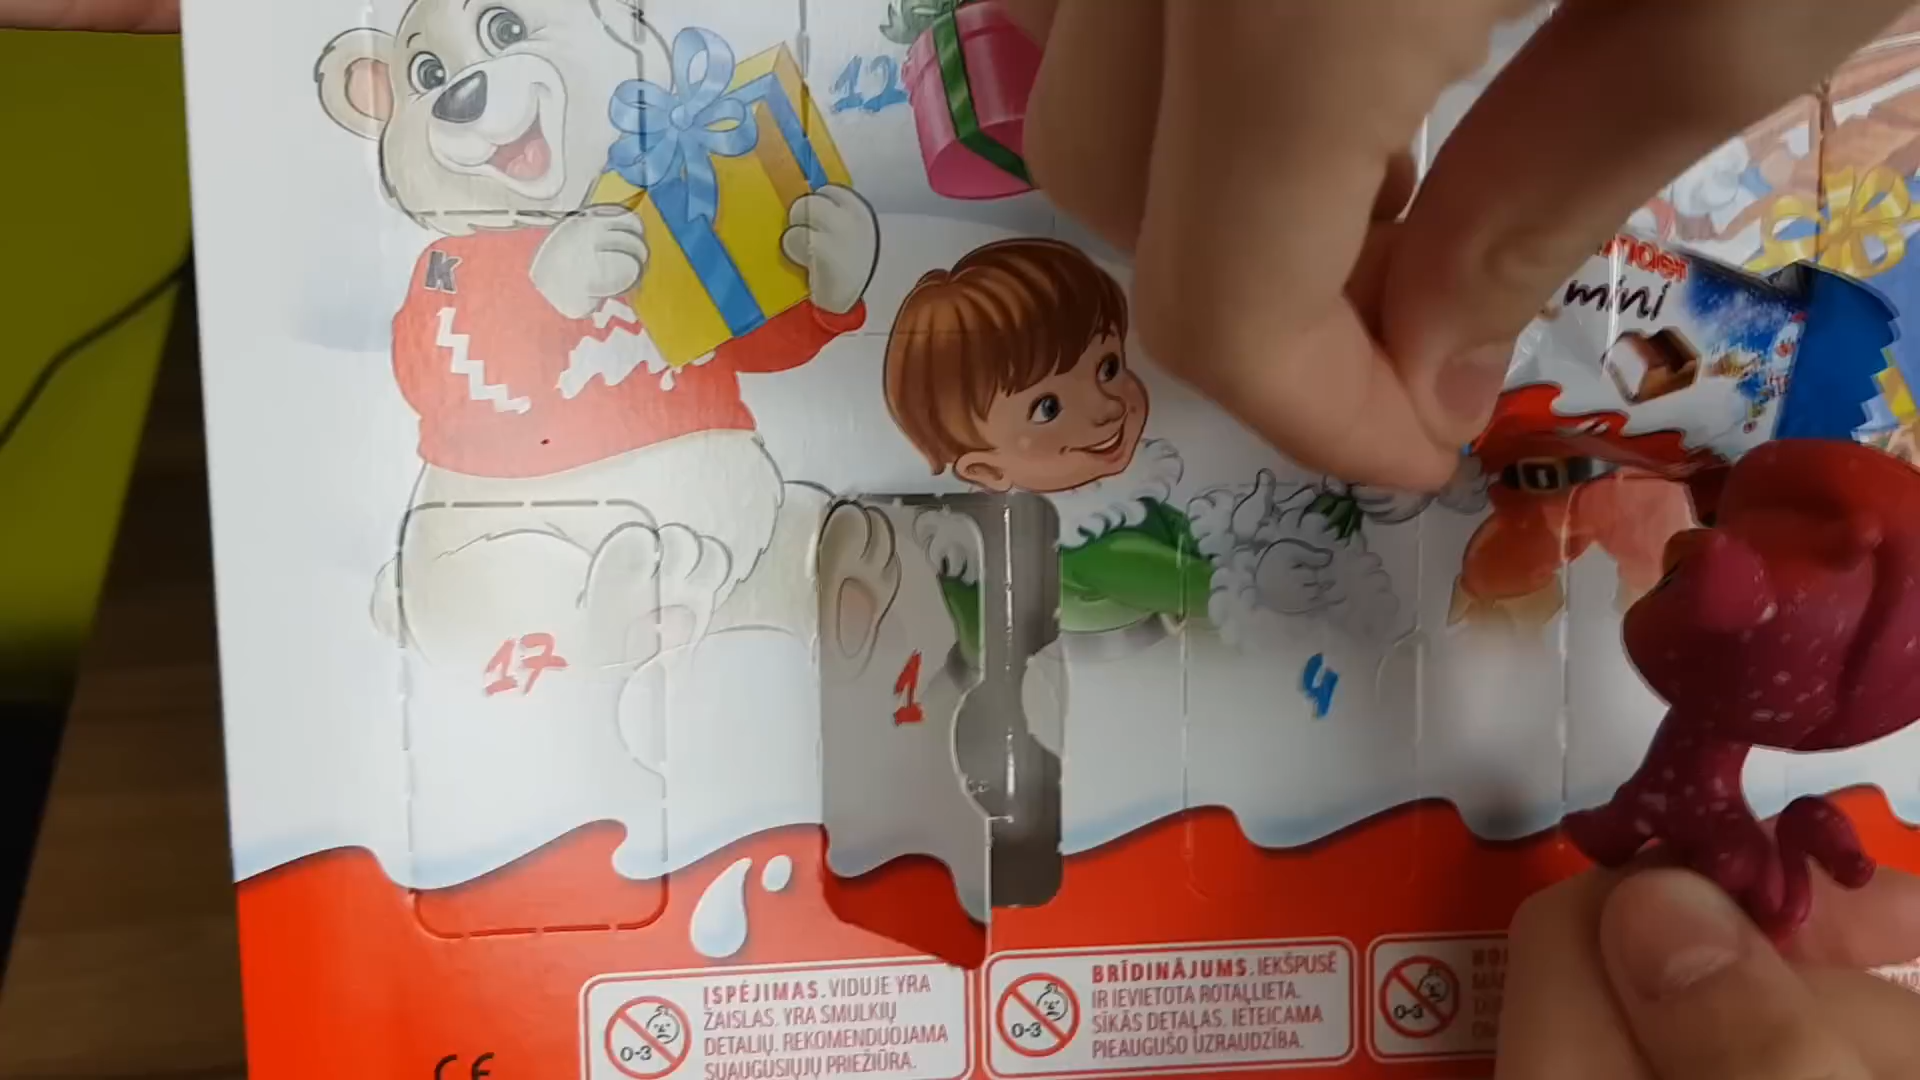 12
K
mini
17
1
4
ĮSPĖJIMAS. VIDUJE YRA
ŽAISLAS. YRA SMULKIŲ
DETALIŲ. REKOMENDUOJAMA
SUAUGUSIŲJŲ PRIEŽIŪRA.
0-3
BRĪDINĀJUMS. IEKŠPUSĒ
IR IEVIETOTA ROTAĻLIETA.
SĪKAS DETAĻAS. IETEICAMA
PIEAUGUŠO UZRAUDZĪBA.
0-3
0-3
CE